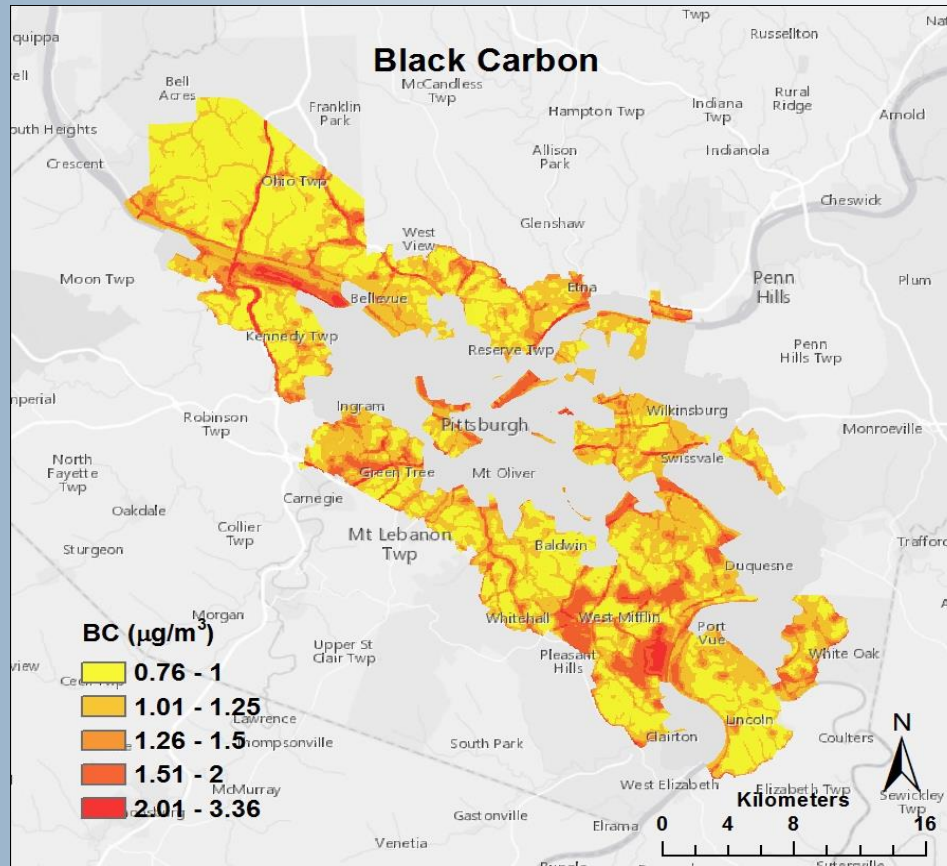 Twp
Russellton
quippa
Black Carbon
Bell
Acres
McCandless
Twp
Rural
Ridge
Indiana
Twp
Franklin
Park
Hampton Twp
Arnold
outh Heights
Crescent
Allison
Park
Indianola
Ohio Twp
Cheswick
Glenshaw
West
View
Moon Twp
Penn
Hills
Plum
Etna
Bellevue
Kennedy Twp
Reserve Twp
Penn
Hills Twp
mperial
Ingram
Wilkinsburg
Robinson
Twp
Pittsburgh
Monroeville
North
Fayette
Twp
Green Tree
Mt Oliver
Swissvale
Carnegie
Oakdale
Collier
Twp
Mt Lebanon
Twp
Sturgeon
Baldwin
Trafford
Duquesne
Morgan
Whitehall
West Mifflin
Port
Vue
BC (µg/m³)
Upper St
Clair Twp
Pleasant
Hills
White Oak
view
0.76 - 1
1.01 - 1.25
Lawrence
Lincoln
N
1.26 - 1.5
Thompsonville
South Park
Clairton
Coulters
1.51 - 2
McMurray
West Elizabeth
Elizabeth Twp
Sewickley
Twp
2.01 - 3.36
Kilometers
Gastonville
Elrama
0 4 8 16
Venetia